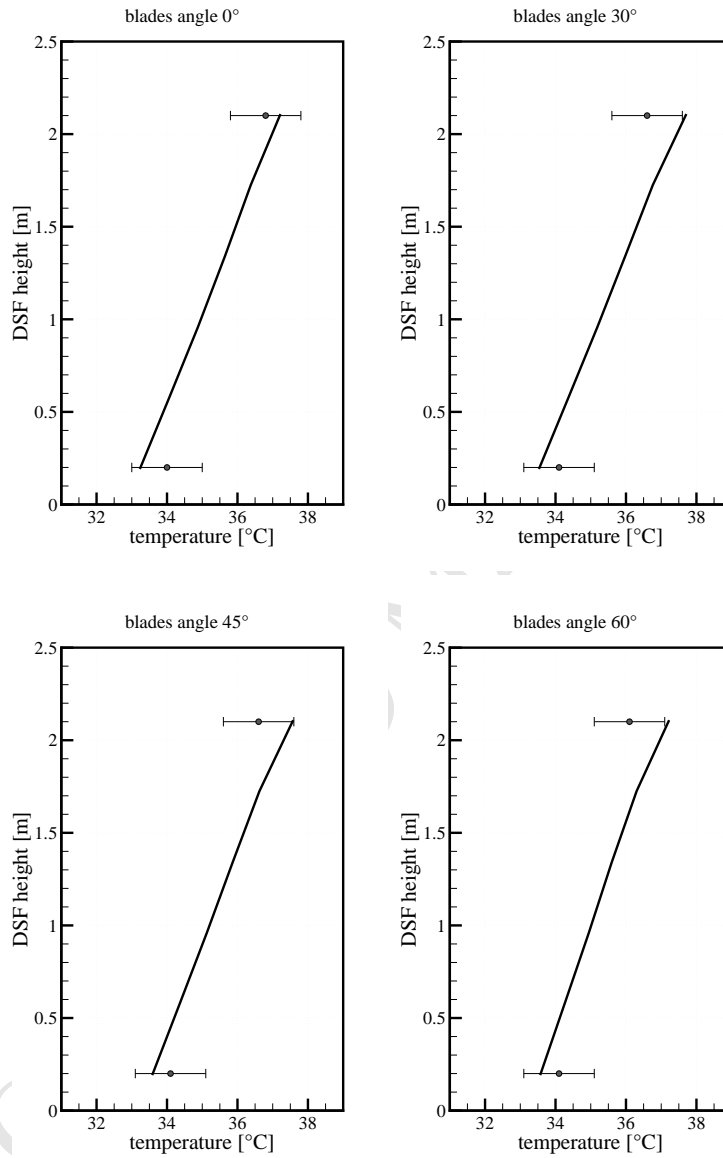 blades angle 0°
2.5
2
1.5
1
0.5
0
DSF height [m]
32 34 36 38
temperature [°C]
blades angle 30°
2.5
2
1.5
1
0.5
0
DSF height [m]
32 34 36 38
temperature [°C]
blades angle 45°
2.5
2
1.5
1
0.5
0
DSF height [m]
32 34 36 38
temperature [°C]
blades angle 60°
2.5
2
1.5
1
0.5
0
DSF height [m]
32 34 36 38
temperature [°C]